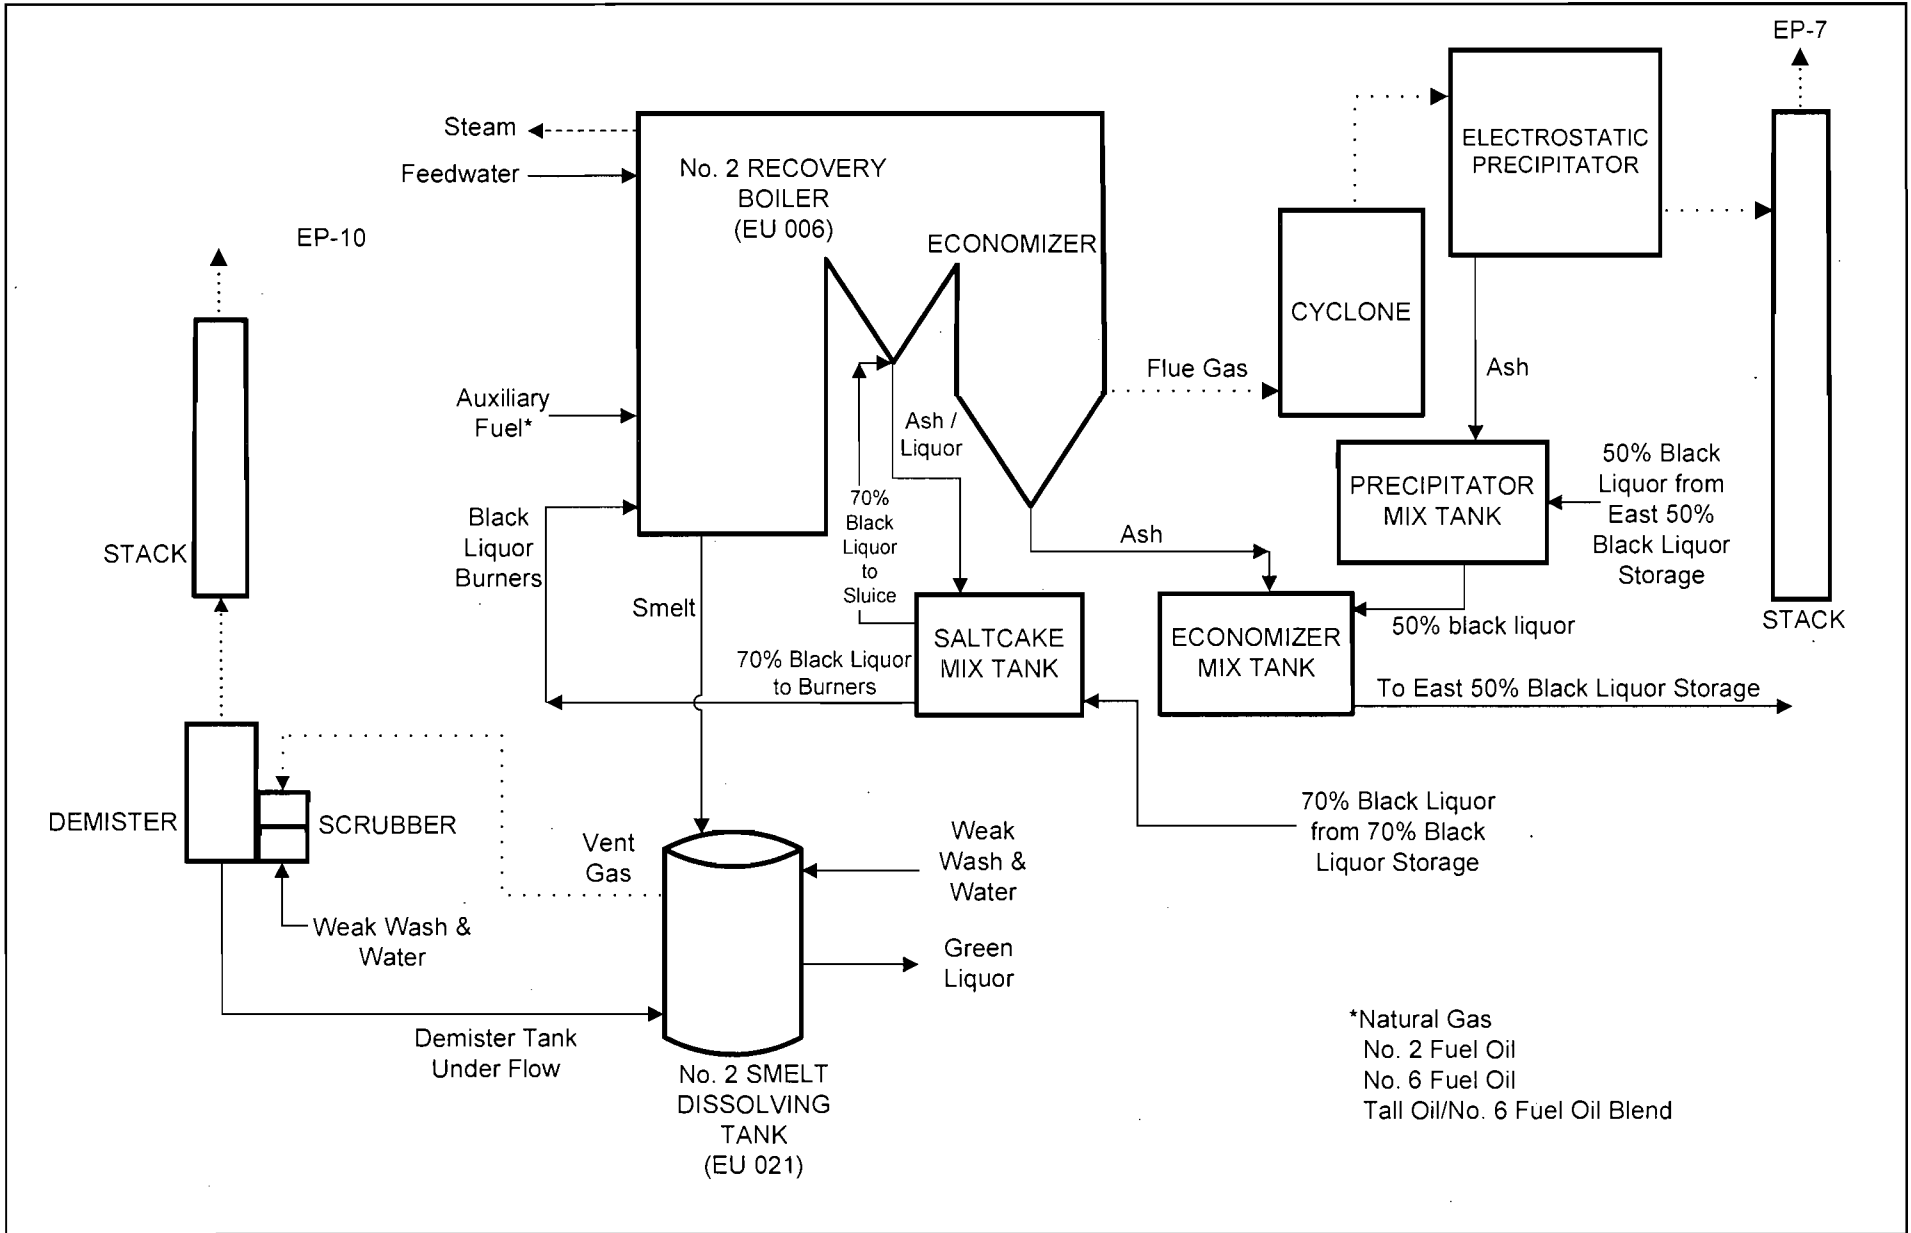 EP-7
Steam
Feedwater
No. 2 RECOVERY
BOILER
(EU 006)
ECONOMIZER
ELECTROSTATIC
PRECIPITATOR
EP-10
CYCLONE
Flue Gas
Ash
Auxiliary
Fuel*
Ash /
Liquor
50% Black
Liquor from
East 50%
Black Liquor
Storage
PRECIPITATOR
MIX TANK
70%
Black
Liquor
to
Sluice
Black
Liquor
Burners
Ash
STACK
Smelt
STACK
50% black liquor
SALTCAKE
MIX TANK
ECONOMIZER
MIX TANK
70% Black Liquor
to Burners
To East 50% Black Liquor Storage
DEMISTER
SCRUBBER
Vent
Gas
Weak
Wash &
Water
70% Black Liquor
from 70% Black
Liquor Storage
Weak Wash &
Water
Green
Liquor
Demister Tank
Under Flow
No. 2 SMELT
DISSOLVING
TANK
(EU 021)
*Natural Gas
No. 2 Fuel Oil
No. 6 Fuel Oil
Tall Oil/No. 6 Fuel Oil Blend